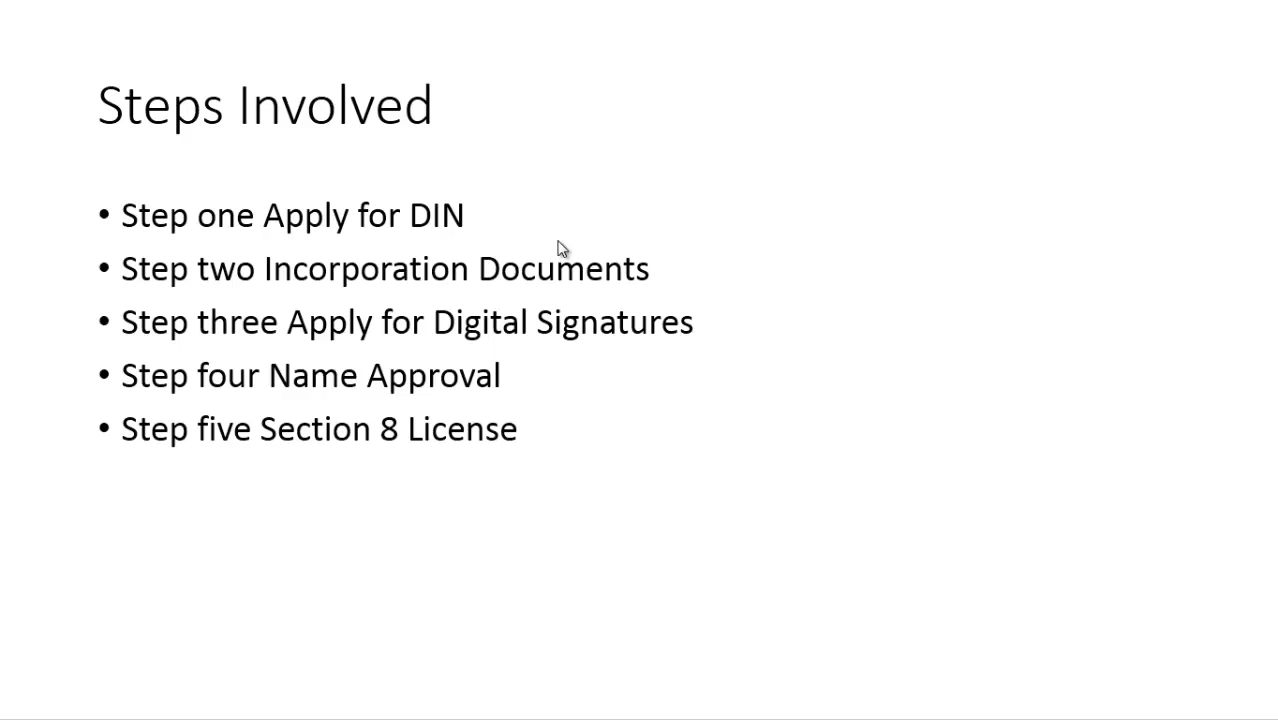 Steps Involved
• Step one Apply for DIN
• Step two Incorporation Documents
• Step three Apply for Digital Signatures
• Step four Name Approval
• Step five Section 8 License